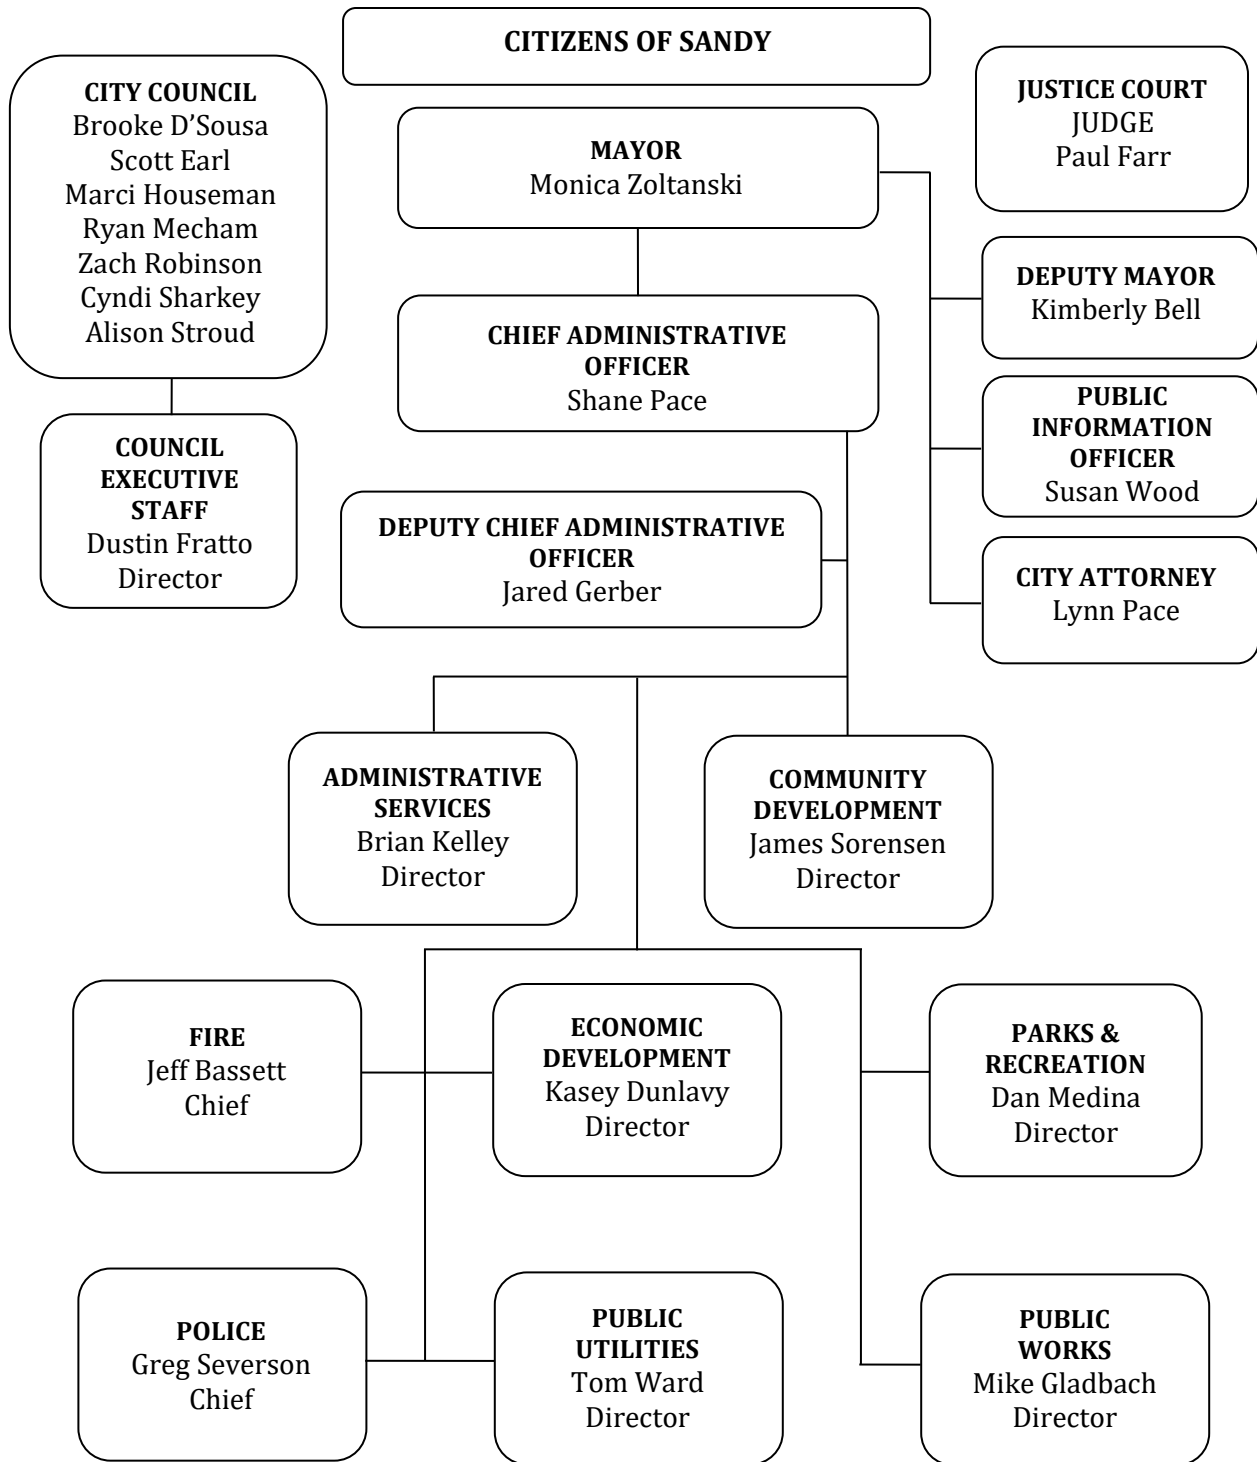 CITIZENS OF SANDY
CITY COUNCIL
Brooke D’Sousa
Scott Earl
Marci Houseman
Ryan Mecham
Zach Robinson
Cyndi Sharkey
Alison Stroud
MAYOR
Monica Zoltanski
JUSTICE COURT
JUDGE
Paul Farr
DEPUTY MAYOR
Kimberly Bell
CHIEF ADMINISTRATIVE
OFFICER
Shane Pace
PUBLIC
INFORMATION
OFFICER
Susan Wood
COUNCIL
EXECUTIVE
STAFF
Dustin Fratto
Director
DEPUTY CHIEF ADMINISTRATIVE
OFFICER
Jared Gerber
CITY ATTORNEY
Lynn Pace
ADMINISTRATIVE
SERVICES
Brian Kelley
Director
COMMUNITY
DEVELOPMENT
James Sorensen
Director
FIRE
Jeff Bassett
Chief
ECONOMIC
DEVELOPMENT
Kasey Dunlavy
Director
PARKS &
RECREATION
Dan Medina
Director
POLICE
Greg Severson
Chief
PUBLIC
UTILITIES
Tom Ward
Director
PUBLIC
WORKS
Mike Gladbach
Director